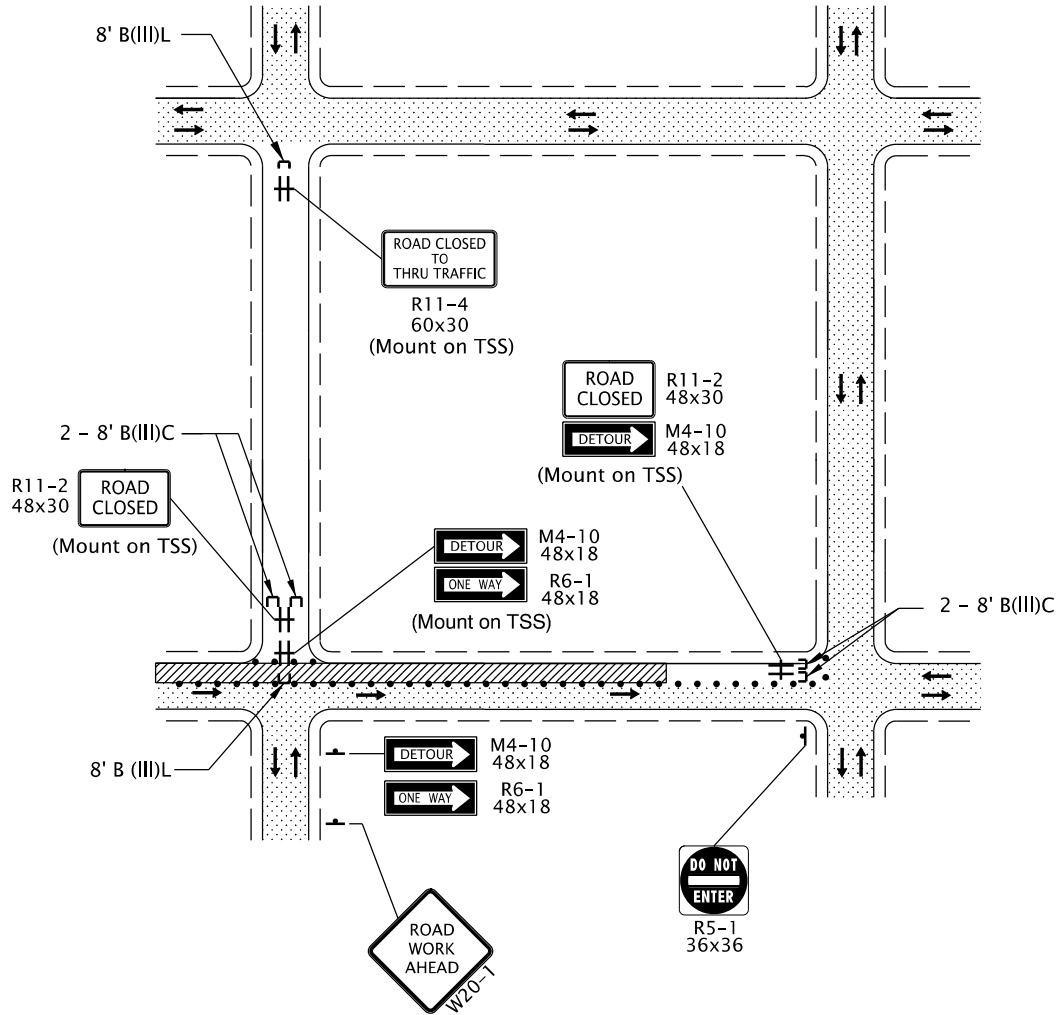 8' B(III)L
ROAD CLOSED
TO
THRU TRAFFIC
R11-4
60x30
(Mount on TSS)
ROAD
CLOSED
R11-2
48x30
DETOUR
M4-10
48x18
(Mount on TSS)
2 - 8' B(III)C
R11-2
48x30
ROAD
CLOSED
(Mount on TSS)
DETOUR
M4-10
48x18
ONE WAY
R6-1
48x18
(Mount on TSS)
2 - 8' B(III)C
8' B (III)L
DETOUR
M4-10
48x18
ONE WAY
R6-1
48x18
DO NOT
ENTER
R5-1
36x36
ROAD
WORK
AHEAD
W20-1